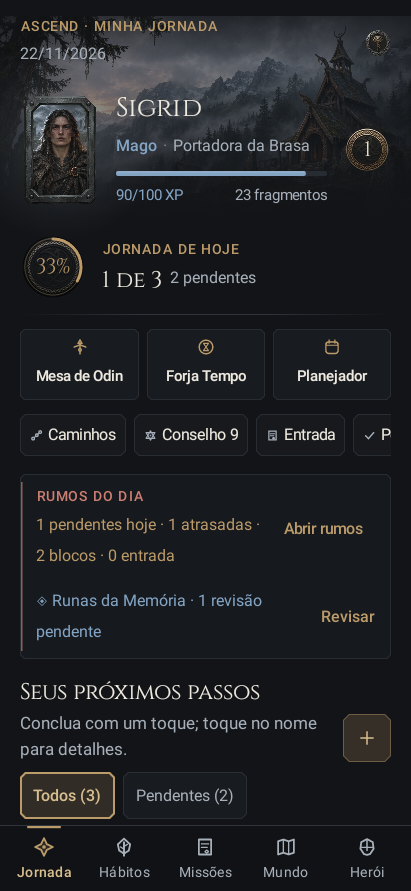 ASCEND · MINHA JORNADA
22/11/2026
Sigrid
Mago · Portadora da Brasa
1
90/100 XP 23 fragmentos
33%
JORNADA DE HOJE
1 DE 3 2 pendentes
Mesa de Odin Forja Tempo Planejador
Caminhos Conselho 9 Entrada P
RUMOS DO DIA
1 pendentes hoje · 1 atrasadas ·
2 blocos · 0 entrada
Abrir rumos
Runas da Memória · 1 revisão
pendente
Revisar
Seus próximos passos
Conclua com um toque; toque no nome
para detalhes.
+
Todos (3) Pendentes (2)
Jornada Hábitos Missões Mundo Herói